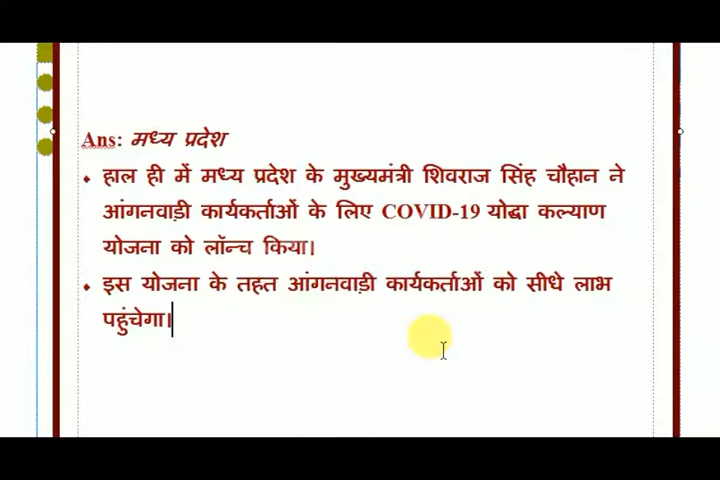 Ans: मध्य प्रदेश
⬧ हाल ही में मध्य प्रदेश के मुख्यमंत्री शिवराज सिंह चौहान ने
आंगनवाड़ी कार्यकर्ताओं के लिए COVID-19 योद्धा कल्याण
योजना को लॉन्च किया।
⬧ इस योजना के तहत आंगनवाड़ी कार्यकर्ताओं को सीधे लाभ
पहुंचेगा।